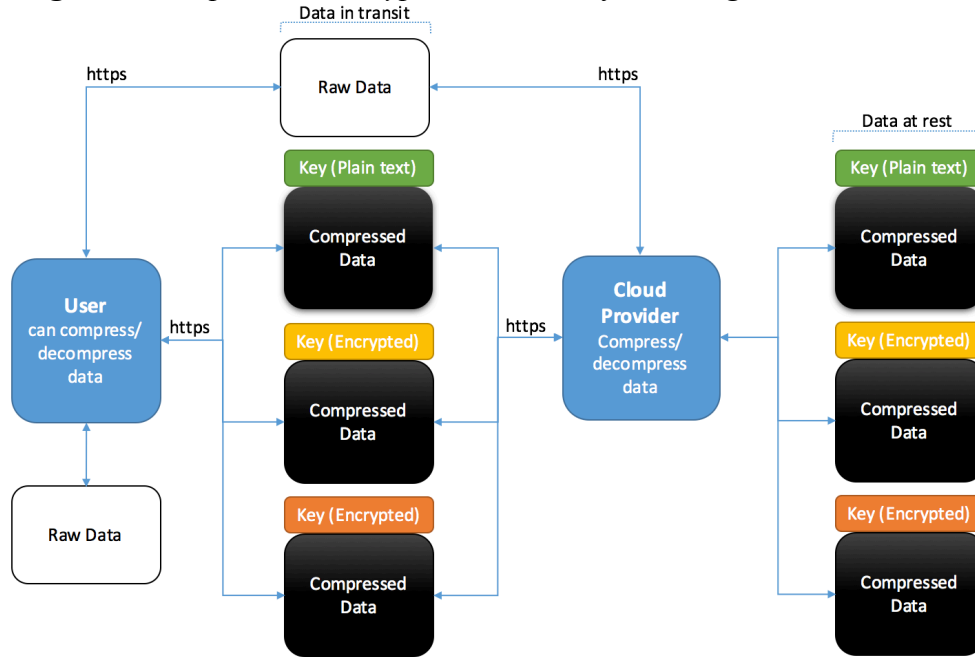 Data in transit
https
Raw Data
https
Data at rest
Key (Plain text)
Compressed
Data
Key (Plain text)
Compressed
Data
User
can compress/
decompress
data
https
https
Cloud
Provider
Compress/
decompress
data
Key (Encrypted)
Compressed
Data
Key (Encrypted)
Compressed
Data
Raw Data
Key (Encrypted)
Compressed
Data
Key (Encrypted)
Compressed
Data